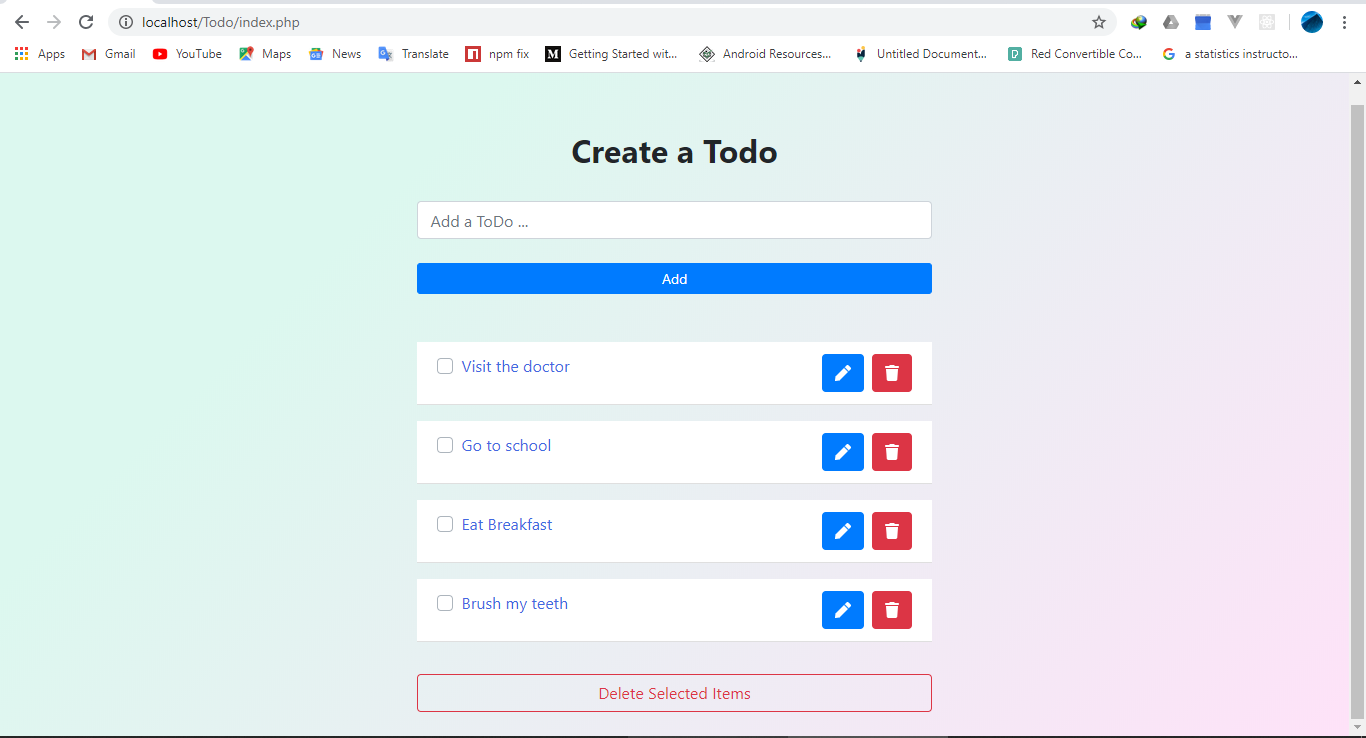 localhost/Todo/index.php
Apps Gmail YouTube Maps News Translate npm fix Getting Started wit... Android Resources... Untitled Document... Red Convertible Co... a statistics instructo...
Create a Todo
Add a ToDo ...
Add
Visit the doctor
Go to school
Eat Breakfast
Brush my teeth
Delete Selected Items